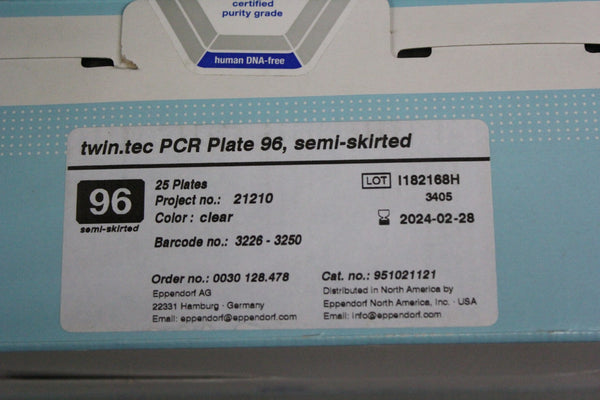 certified
purity grade
human DNA-free
twin.tec PCR Plate 96, semi-skirted
96
semi-skirted
25 Plates
Project no.: 21210
Color : clear
Barcode no.: 3226 - 3250
LOT I182168H
3405
2024-02-28
Order no.: 0030 128.478
Eppendorf AG
22331 Hamburg · Germany
Email: eppendorf@eppendorf.com
Cat. no.: 951021121
Distributed in North America by
Eppendorf North America, Inc. · USA
Email: info@eppendorf.com